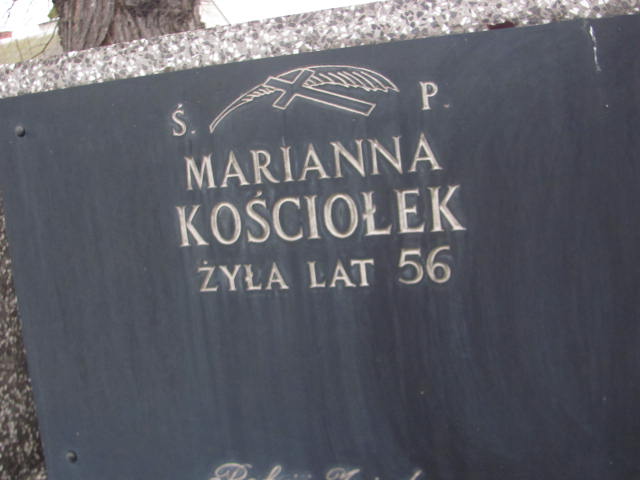 Ś. P.
MARIANNA
KOŚCIOŁEK
ŻYŁA LAT 56